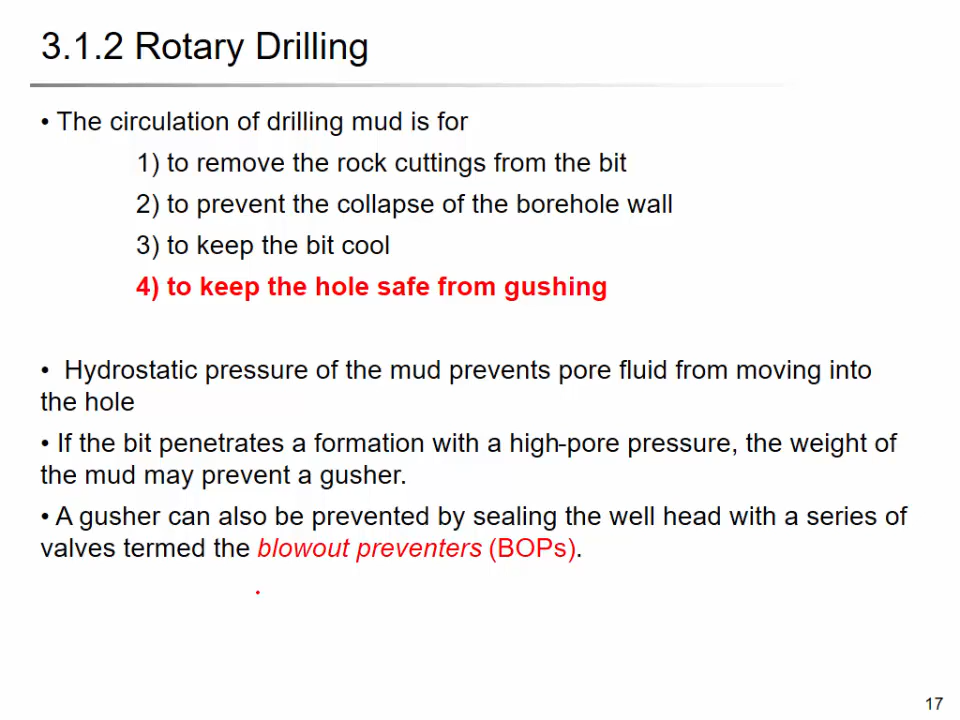 3.1.2 Rotary Drilling
• The circulation of drilling mud is for
1) to remove the rock cuttings from the bit
2) to prevent the collapse of the borehole wall
3) to keep the bit cool
4) to keep the hole safe from gushing
• Hydrostatic pressure of the mud prevents pore fluid from moving into
the hole
• If the bit penetrates a formation with a high-pore pressure, the weight of
the mud may prevent a gusher.
• A gusher can also be prevented by sealing the well head with a series of
valves termed the blowout preventers (BOPs).
17